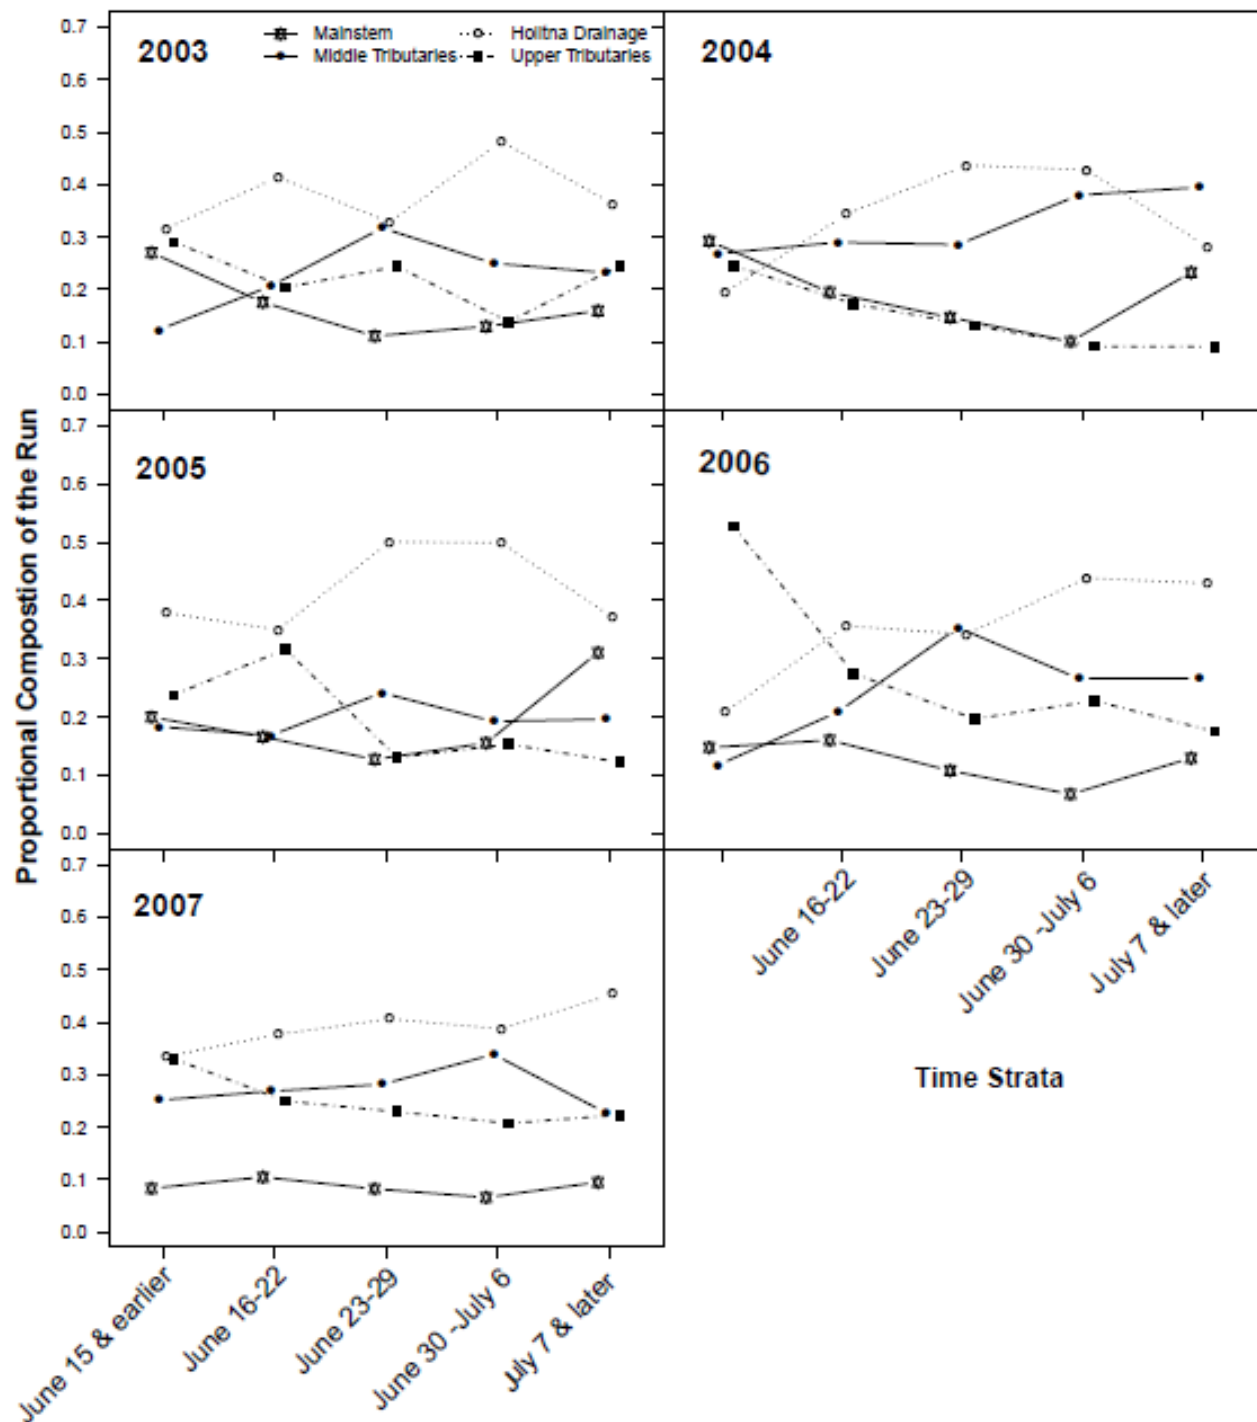 Mainstem
Holitna Drainage
Middle Tributaries
Upper Tributaries
2003
0.7
0.6
0.5
0.4
0.3
0.2
0.1
0.0
2004
2005
0.7
0.6
0.5
0.4
0.3
0.2
0.1
0.0
2006
2007
0.7
0.6
0.5
0.4
0.3
0.2
0.1
0.0
Proportional Compostion of the Run
June 16-22
June 23-29
June 30 -July 6
July 7 & later
Time Strata
June 15 & earlier
June 16-22
June 23-29
June 30 -July 6
July 7 & later